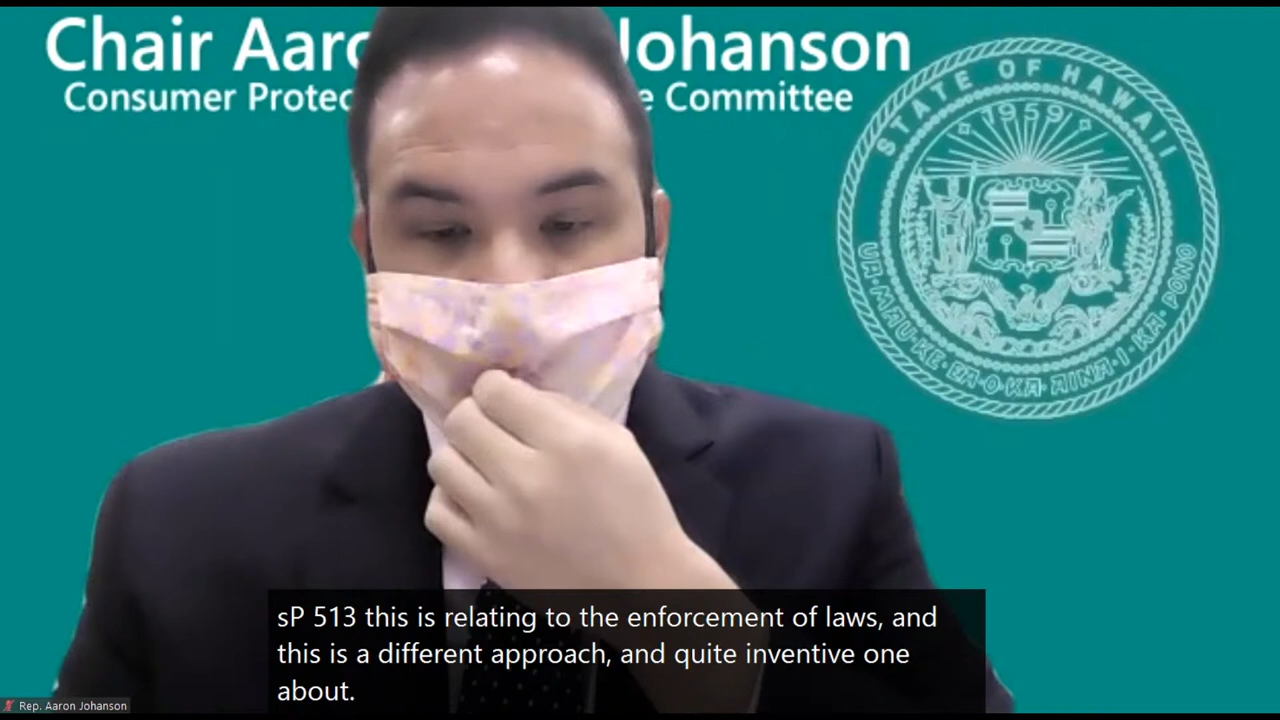 Chair Aaro Johanson
Consumer Protec e Committee
STATE OF HAWAII
1959
UA·MAU·KE·EA·O·KA·AINA·I·KA·PONO
sP 513 this is relating to the enforcement of laws, and
this is a different approach, and quite inventive one
about.
Rep. Aaron Johanson